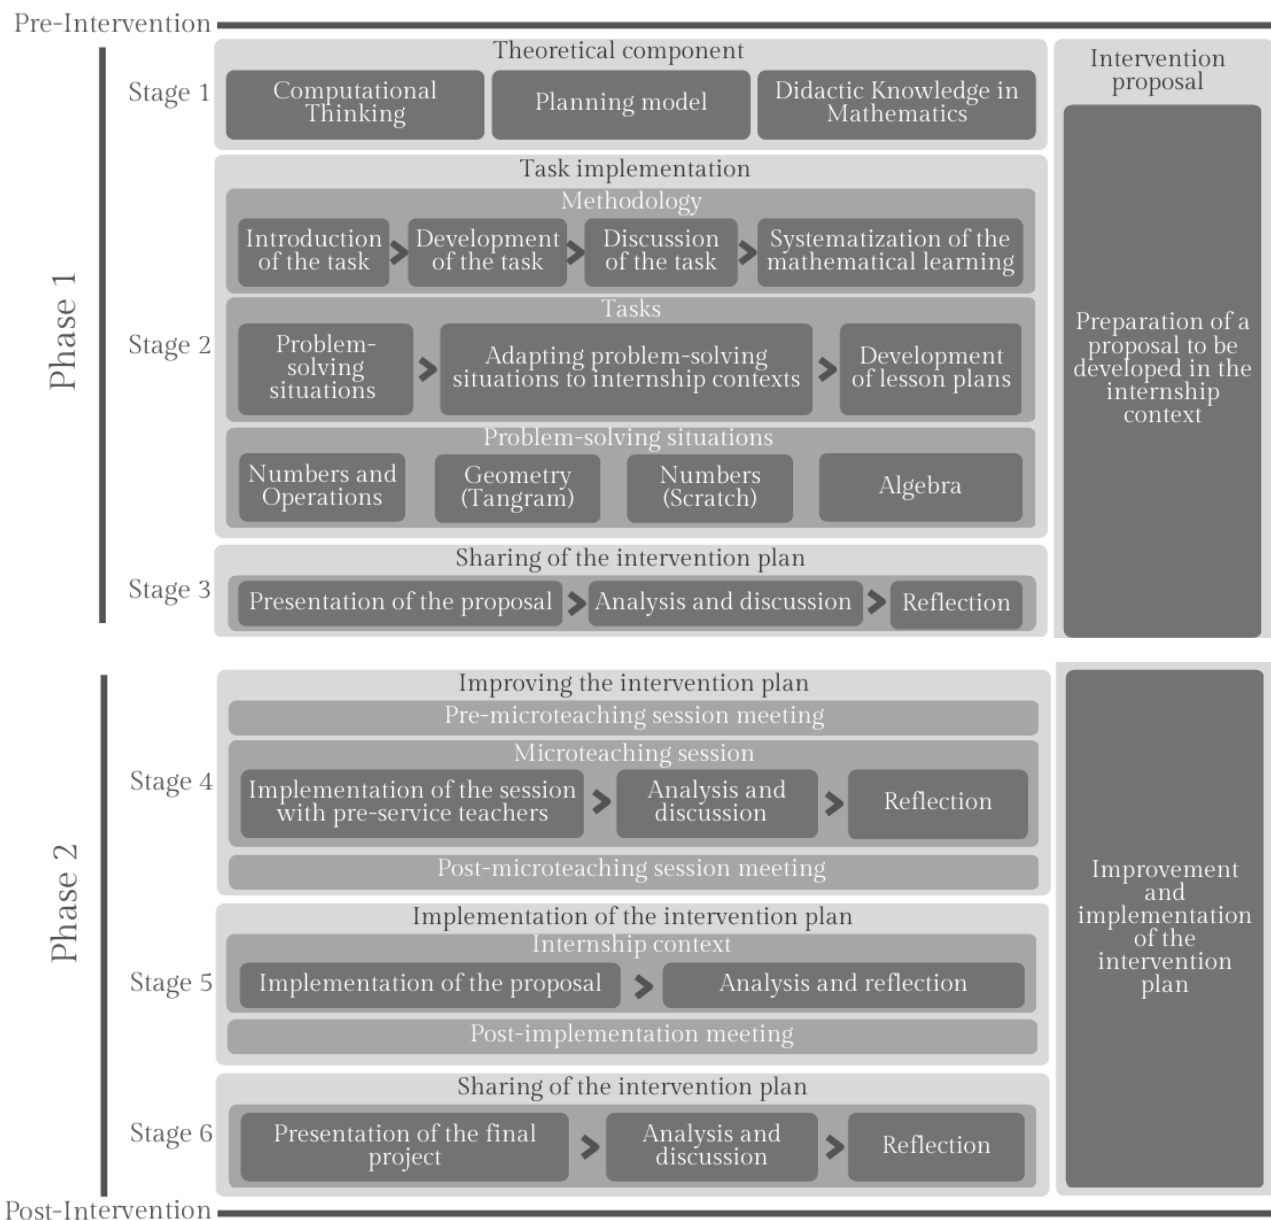 Pre-Intervention
Phase 1
Stage 1
Theoretical component
Computational
Thinking
Planning model
Didactic Knowledge in
Mathematics
Intervention
proposal
Preparation of a
proposal to be
developed in the
internship
context
Stage 2
Task implementation
Methodology
Introduction
of the task
Development
of the task
Discussion
of the task
Systematization of the
mathematical learning
Tasks
Problem-
solving
situations
Adapting problem-solving
situations to internship contexts
Development
of lesson plans
Problem-solving situations
Numbers and
Operations
Geometry
(Tangram)
Numbers
(Scratch)
Algebra
Stage 3
Sharing of the intervention plan
Presentation of the proposal
Analysis and discussion
Reflection
Phase 2
Stage 4
Improving the intervention plan
Pre-microteaching session meeting
Microteaching session
Implementation of the session
with pre-service teachers
Analysis and
discussion
Reflection
Post-microteaching session meeting
Improvement
and
implementation
of the
intervention
plan
Stage 5
Implementation of the intervention plan
Internship context
Implementation of the proposal
Analysis and reflection
Post-implementation meeting
Stage 6
Sharing of the intervention plan
Presentation of the final
project
Analysis and
discussion
Reflection
Post-Intervention